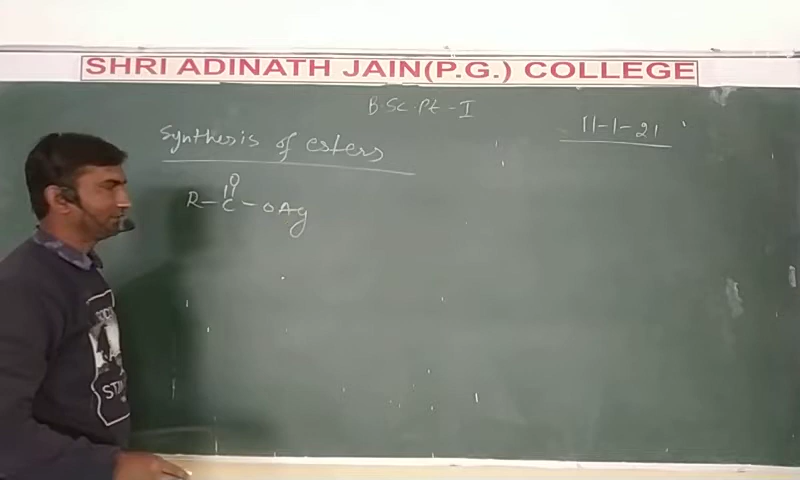 SHRI ADINATH JAIN(P.G.) COLLEGE
B.Sc.Pt-I
11-1-21
Synthesis of esters
O
R-C-OAg